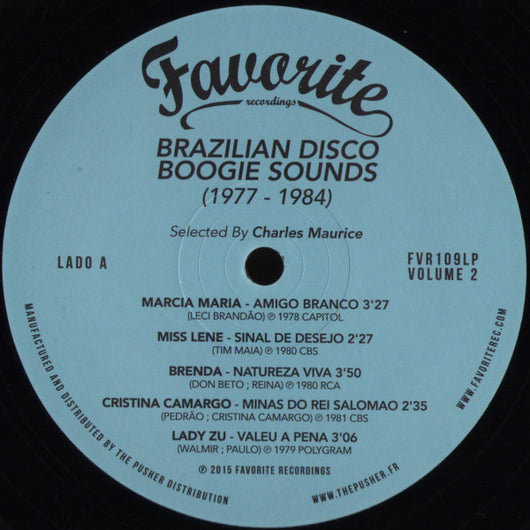 Favorite
recordings
BRAZILIAN DISCO
BOOGIE SOUNDS
(1977 - 1984)
Selected By Charles Maurice
LADO A
FVR109LP
VOLUME 2
MARCIA MARIA - AMIGO BRANCO 3'27
(LECI BRANDÃO) ℗ 1978 CAPITOL
MISS LENE - SINAL DE DESEJO 2'27
(TIM MAIA) ℗ 1980 CBS
BRENDA - NATUREZA VIVA 3'50
(DON BETO ; REINA) ℗ 1980 RCA
CRISTINA CAMARGO - MINAS DO REI SALOMAO 2'35
(PEDRÃO ; CRISTINA CAMARGO) ℗ 1981 CBS
LADY ZU - VALEU A PENA 3'06
(WALMIR ; PAULO) ℗ 1979 POLYGRAM
℗ 2015 FAVORITE RECORDINGS
MANUFACTURED AND DISTRIBUTED BY THE PUSHER DISTRIBUTION
WWW.THEPUSHER.FR
WWW.FAVORITEREC.COM